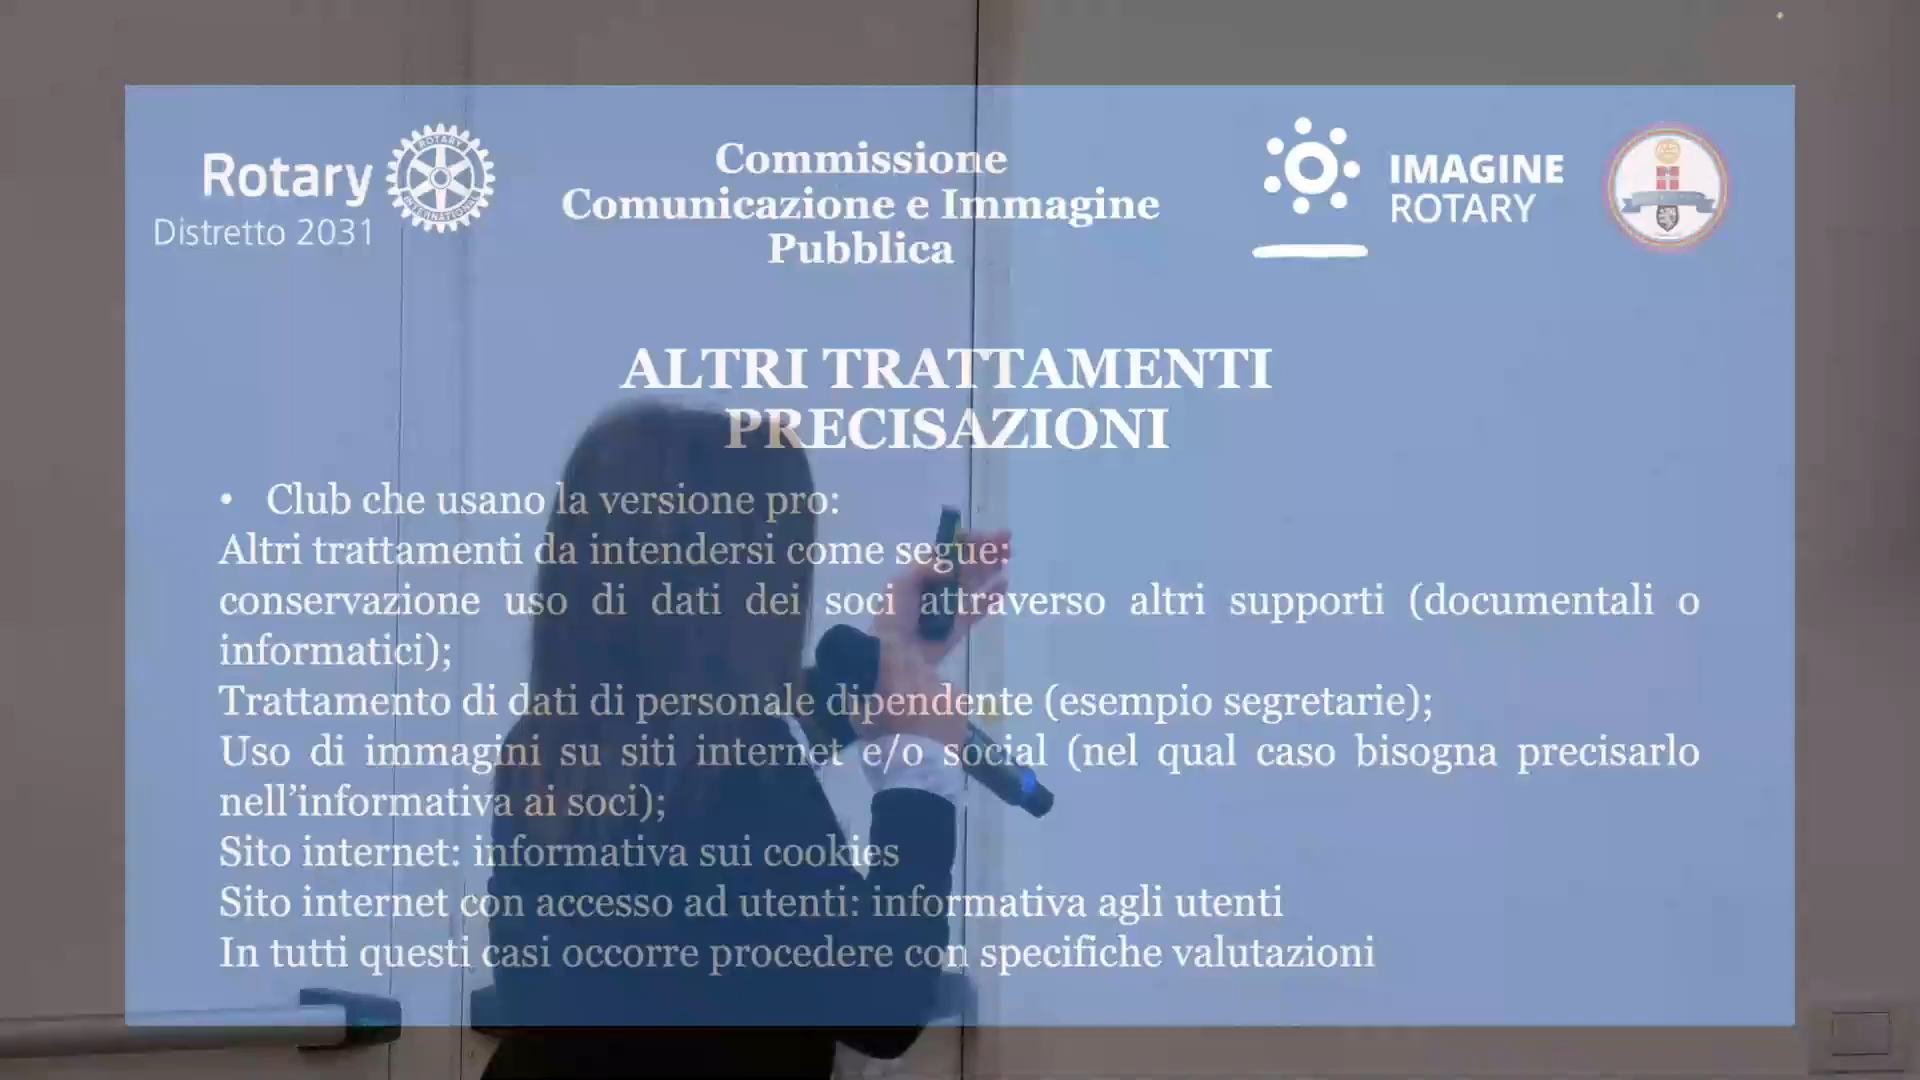 Rotary
Distretto 2031
ROTARY
INTERNATIONAL
Commissione
Comunicazione e Immagine
Pubblica
IMAGINE
ROTARY
ALTRI TRATTAMENTI
PRECISAZIONI
• Club che usano la versione pro:
Altri trattamenti da intendersi come segue:
conservazione uso di dati dei soci attraverso altri supporti (documentali o
informatici);
Trattamento di dati di personale dipendente (esempio segretarie);
Uso di immagini su siti internet e/o social (nel qual caso bisogna precisarlo
nell’informativa ai soci);
Sito internet: informativa sui cookies
Sito internet con accesso ad utenti: informativa agli utenti
In tutti questi casi occorre procedere con specifiche valutazioni